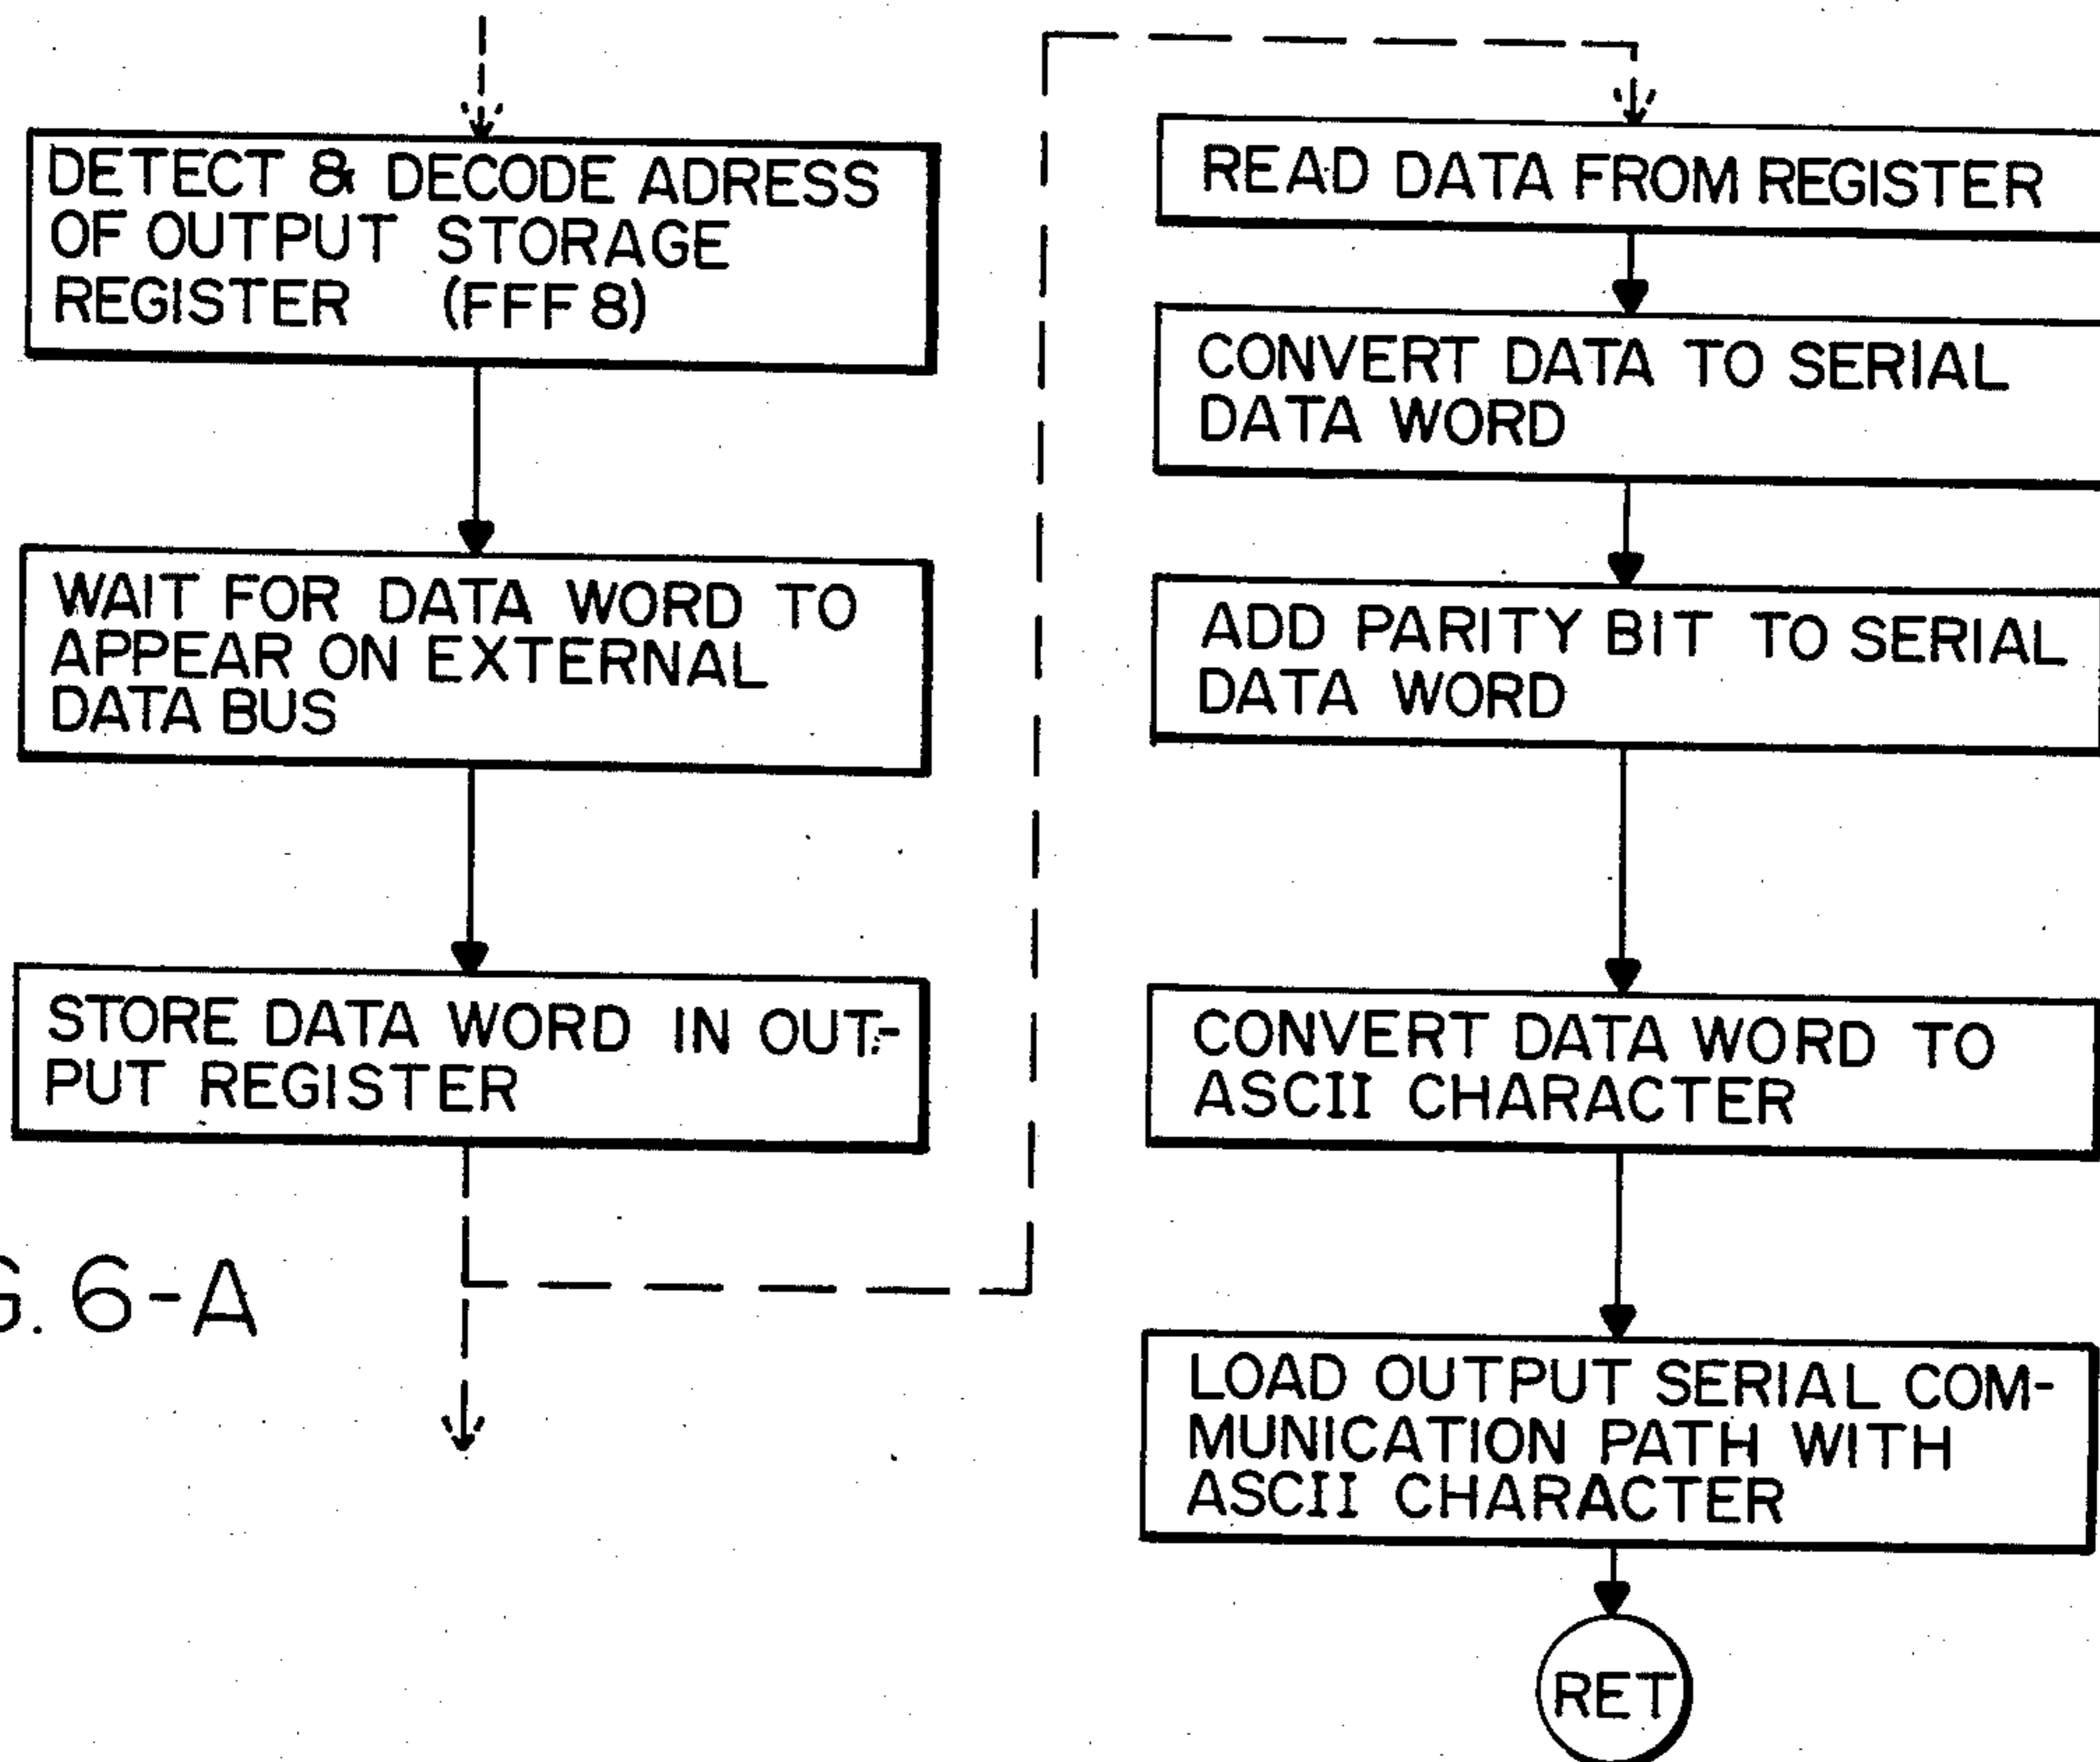 DETECT & DECODE ADRESS
OF OUTPUT STORAGE
REGISTER (FFF8)
WAIT FOR DATA WORD TO
APPEAR ON EXTERNAL
DATA BUS
STORE DATA WORD IN OUT-
PUT REGISTER
G. 6-A
READ DATA FROM REGISTER
CONVERT DATA TO SERIAL
DATA WORD
ADD PARITY BIT TO SERIAL
DATA WORD
CONVERT DATA WORD TO
ASCII CHARACTER
LOAD OUTPUT SERIAL COM-
MUNICATION PATH WITH
ASCII CHARACTER
RET